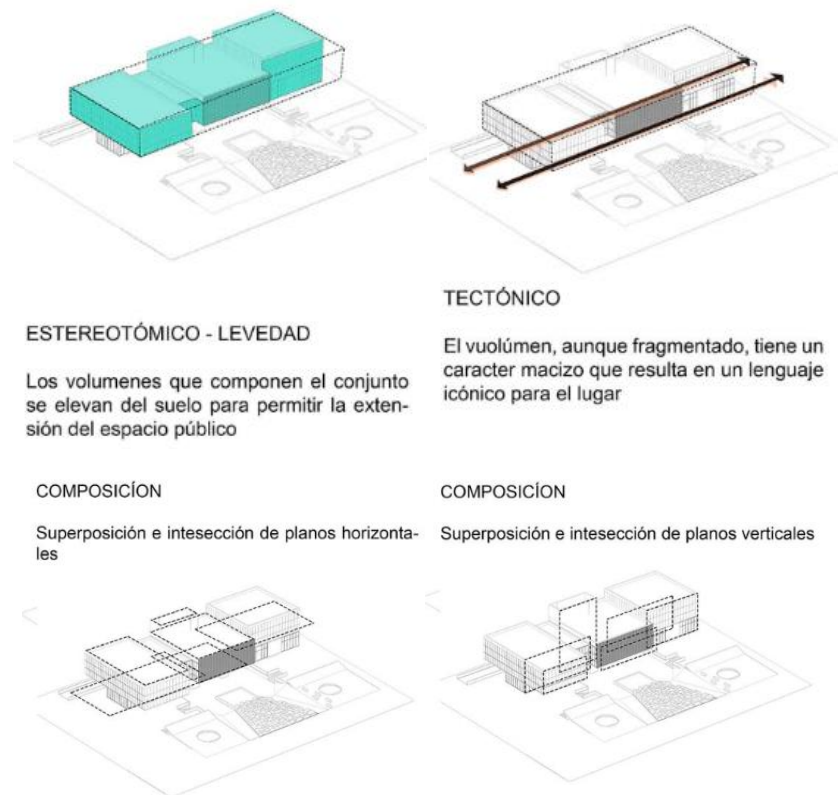 ESTEREOTÓMICO - LEVEDAD
Los volumenes que componen el conjunto
se elevan del suelo para permitir la exten-
sión del espacio público
TECTÓNICO
El vuolúmen, aunque fragmentado, tiene un
caracter macizo que resulta en un lenguaje
icónico para el lugar
COMPOSICÍON
Superposición e intesección de planos horizonta-
les
COMPOSICÍON
Superposición e intesección de planos verticales